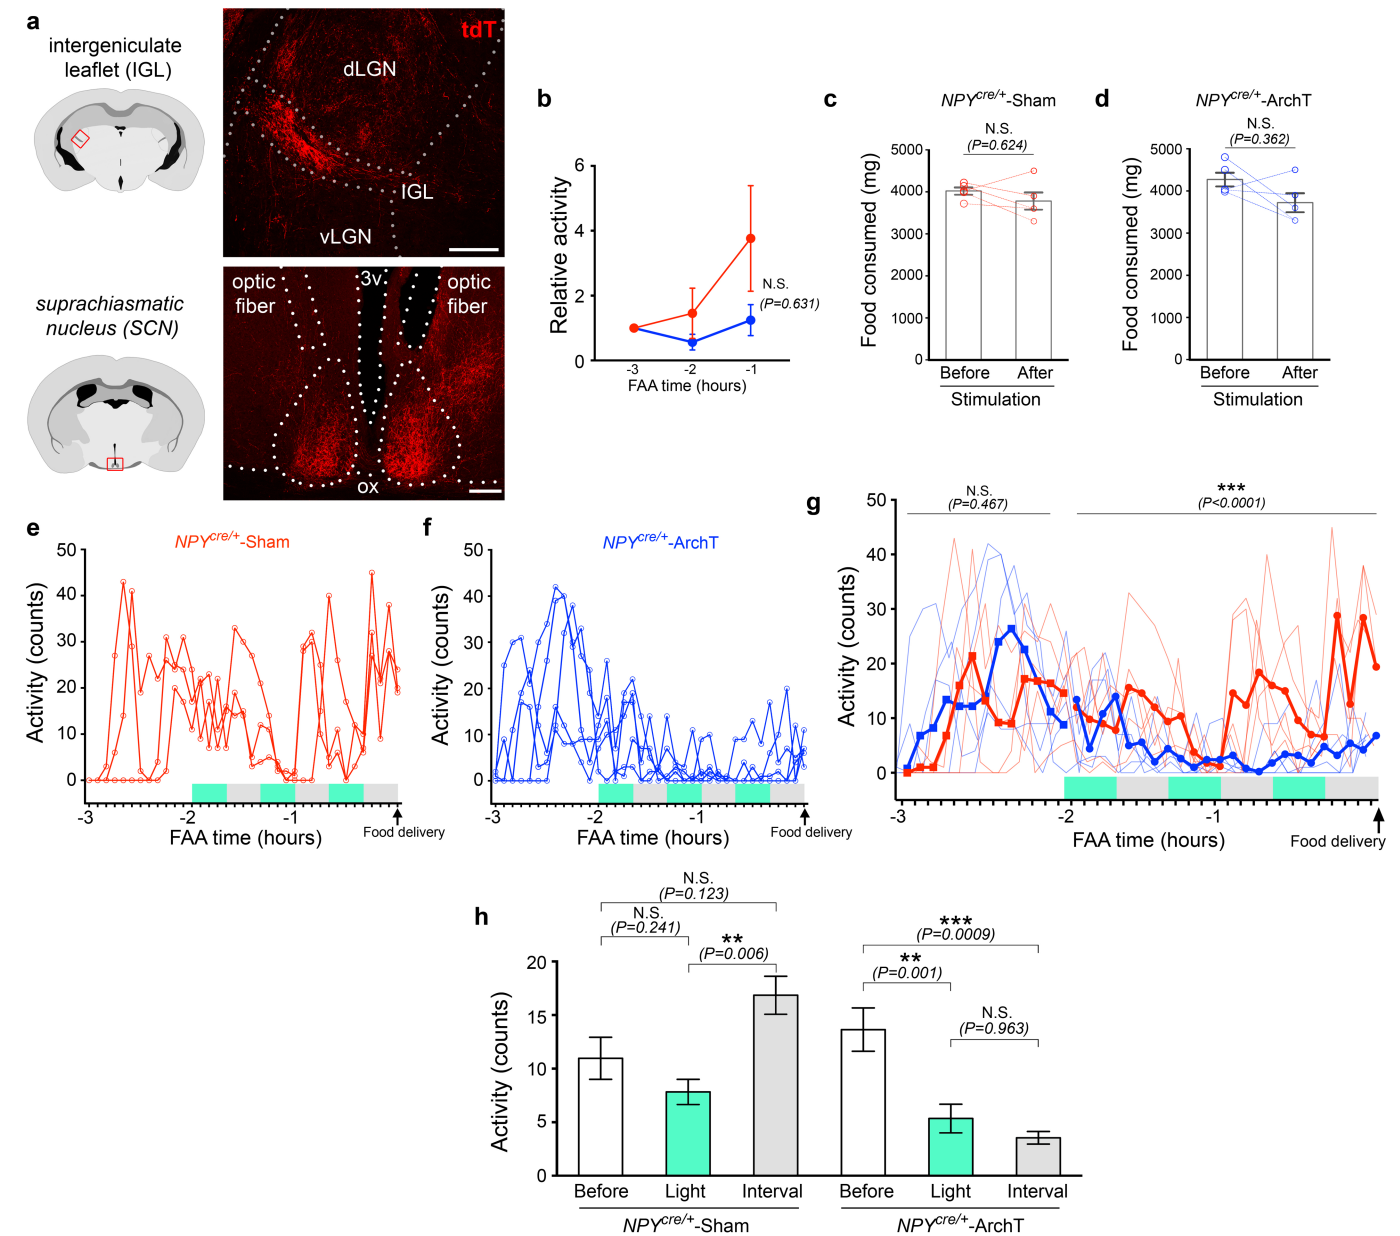 a
intergeniculate
leaflet (IGL)
tdT
dLGN
IGL
vLGN
suprachiasmatic
nucleus (SCN)
optic
fiber
3v
optic
fiber
ox
b
Relative activity
6
4
2
0
N.S.
(P=0.631)
-3 -2 -1
FAA time (hours)
c
NPYcre/+-Sham
N.S.
(P=0.624)
Food consumed (mg)
5000
4000
3000
2000
1000
0
Before After
Stimulation
d
NPYcre/+-ArchT
N.S.
(P=0.362)
Food consumed (mg)
5000
4000
3000
2000
1000
0
Before After
Stimulation
e
NPYcre/+-Sham
Activity (counts)
50
40
30
20
10
0
-3 -2 -1
FAA time (hours)
Food delivery
f
NPYcre/+-ArchT
Activity (counts)
50
40
30
20
10
0
-3 -2 -1
FAA time (hours)
Food delivery
g
N.S.
(P=0.467)
***
(P<0.0001)
Activity (counts)
50
40
30
20
10
0
-3 -2 -1
FAA time (hours)
Food delivery
h
N.S.
(P=0.123)
N.S.
(P=0.241)
**
(P=0.006)
***
(P=0.0009)
**
(P=0.001)
N.S.
(P=0.963)
Activity (counts)
20
15
10
5
0
Before Light Interval Before Light Interval
NPYcre/+-Sham NPYcre/+-ArchT